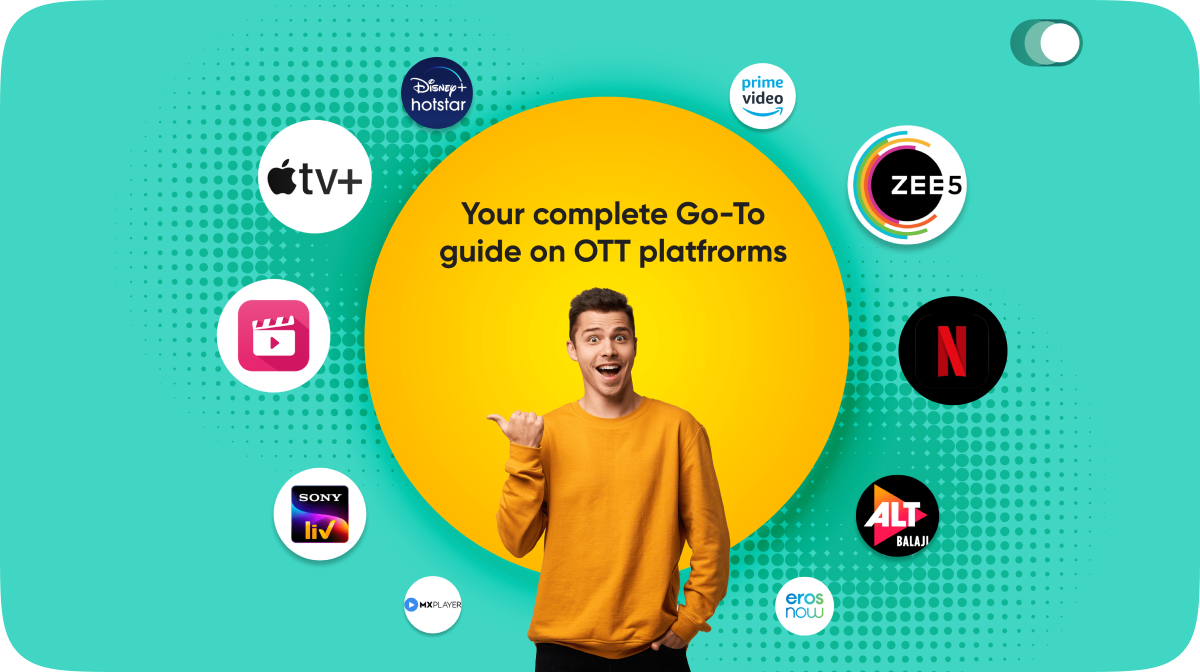 Disney+
hotstar
prime
video
tv+
ZEE5
Your complete Go-To
guide on OTT platfrorms
N
SONY
liv
ALT
BALAJI
MXPLAYER
eros
now